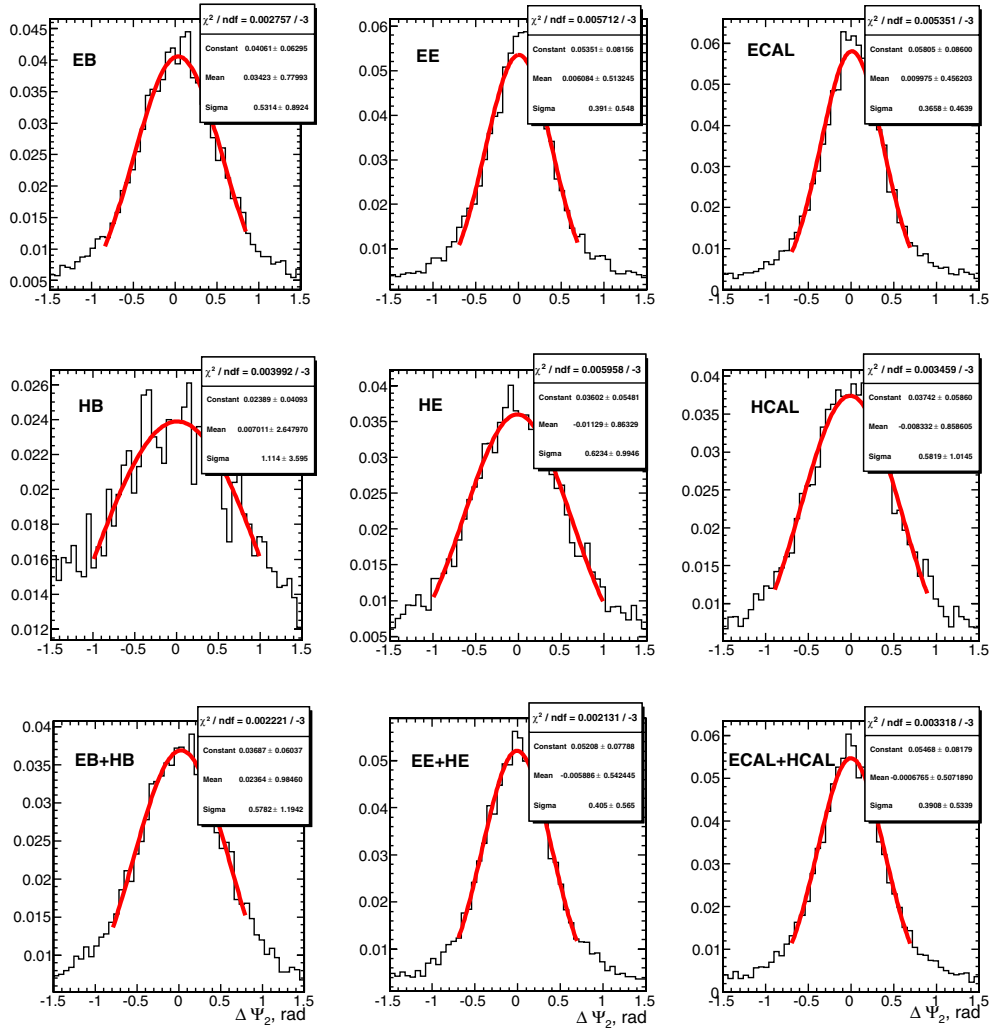 EB
χ² / ndf = 0.002757 / -3
Constant 0.04061 ± 0.06295
Mean 0.03423 ± 0.77993
Sigma 0.5314 ± 0.8924
0.045
0.04
0.035
0.03
0.025
0.02
0.015
0.01
0.005
-1.5 -1 -0.5 0 0.5 1 1.5
EE
χ² / ndf = 0.005712 / -3
Constant 0.05351 ± 0.08156
Mean 0.006084 ± 0.513245
Sigma 0.391 ± 0.548
0.06
0.05
0.04
0.03
0.02
0.01
-1.5 -1 -0.5 0 0.5 1 1.5
ECAL
χ² / ndf = 0.005351 / -3
Constant 0.05805 ± 0.08600
Mean 0.009975 ± 0.456203
Sigma 0.3658 ± 0.4639
0.06
0.05
0.04
0.03
0.02
0.01
0
-1.5 -1 -0.5 0 0.5 1 1.5
HB
χ² / ndf = 0.003992 / -3
Constant 0.02389 ± 0.04093
Mean 0.007011 ± 2.647970
Sigma 1.114 ± 3.595
0.026
0.024
0.022
0.02
0.018
0.016
0.014
0.012
-1.5 -1 -0.5 0 0.5 1 1.5
HE
χ² / ndf = 0.005958 / -3
Constant 0.03602 ± 0.05481
Mean -0.01129 ± 0.86329
Sigma 0.6234 ± 0.9946
0.04
0.035
0.03
0.025
0.02
0.015
0.01
0.005
-1.5 -1 -0.5 0 0.5 1 1.5
HCAL
χ² / ndf = 0.003459 / -3
Constant 0.03742 ± 0.05860
Mean -0.008332 ± 0.858605
Sigma 0.5819 ± 1.0145
0.04
0.035
0.03
0.025
0.02
0.015
0.01
-1.5 -1 -0.5 0 0.5 1 1.5
EB+HB
χ² / ndf = 0.002221 / -3
Constant 0.03687 ± 0.06037
Mean 0.02364 ± 0.98460
Sigma 0.5782 ± 1.1942
0.04
0.035
0.03
0.025
0.02
0.015
0.01
-1.5 -1 -0.5 0 0.5 1 1.5
Δ Ψ₂, rad
EE+HE
χ² / ndf = 0.002131 / -3
Constant 0.05208 ± 0.07788
Mean -0.005886 ± 0.542445
Sigma 0.405 ± 0.565
0.05
0.04
0.03
0.02
0.01
-1.5 -1 -0.5 0 0.5 1 1.5
Δ Ψ₂, rad
ECAL+HCAL
χ² / ndf = 0.003318 / -3
Constant 0.05468 ± 0.08179
Mean -0.0006765 ± 0.5071890
Sigma 0.3908 ± 0.5339
0.06
0.05
0.04
0.03
0.02
0.01
0
-1.5 -1 -0.5 0 0.5 1 1.5
Δ Ψ₂, rad